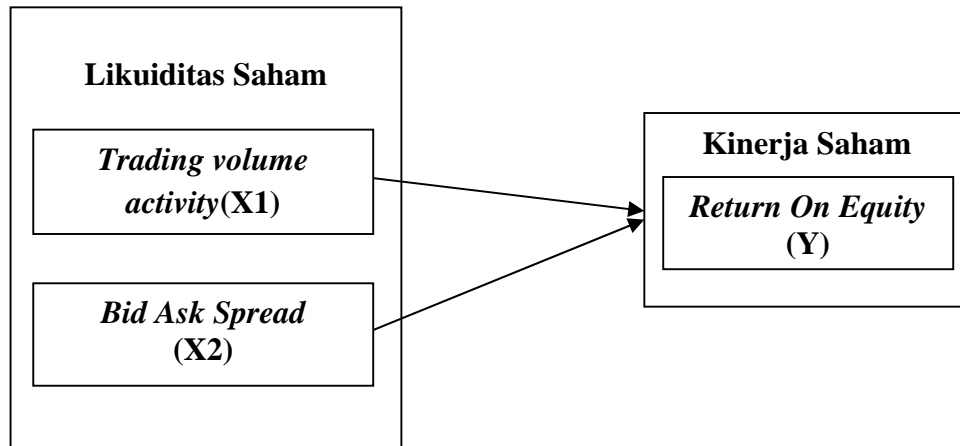 Likuiditas Saham
Trading volume
activity(X1)
Bid Ask Spread
(X2)
Kinerja Saham
Return On Equity
(Y)